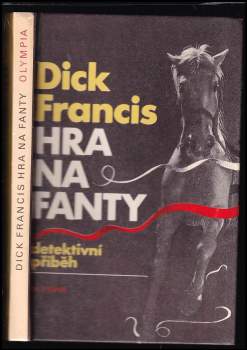 DICK FRANCIS HRA NA FANTY OLYMPIA
Dick
Francis
HRA
NA
FANTY
detektivní
příběh